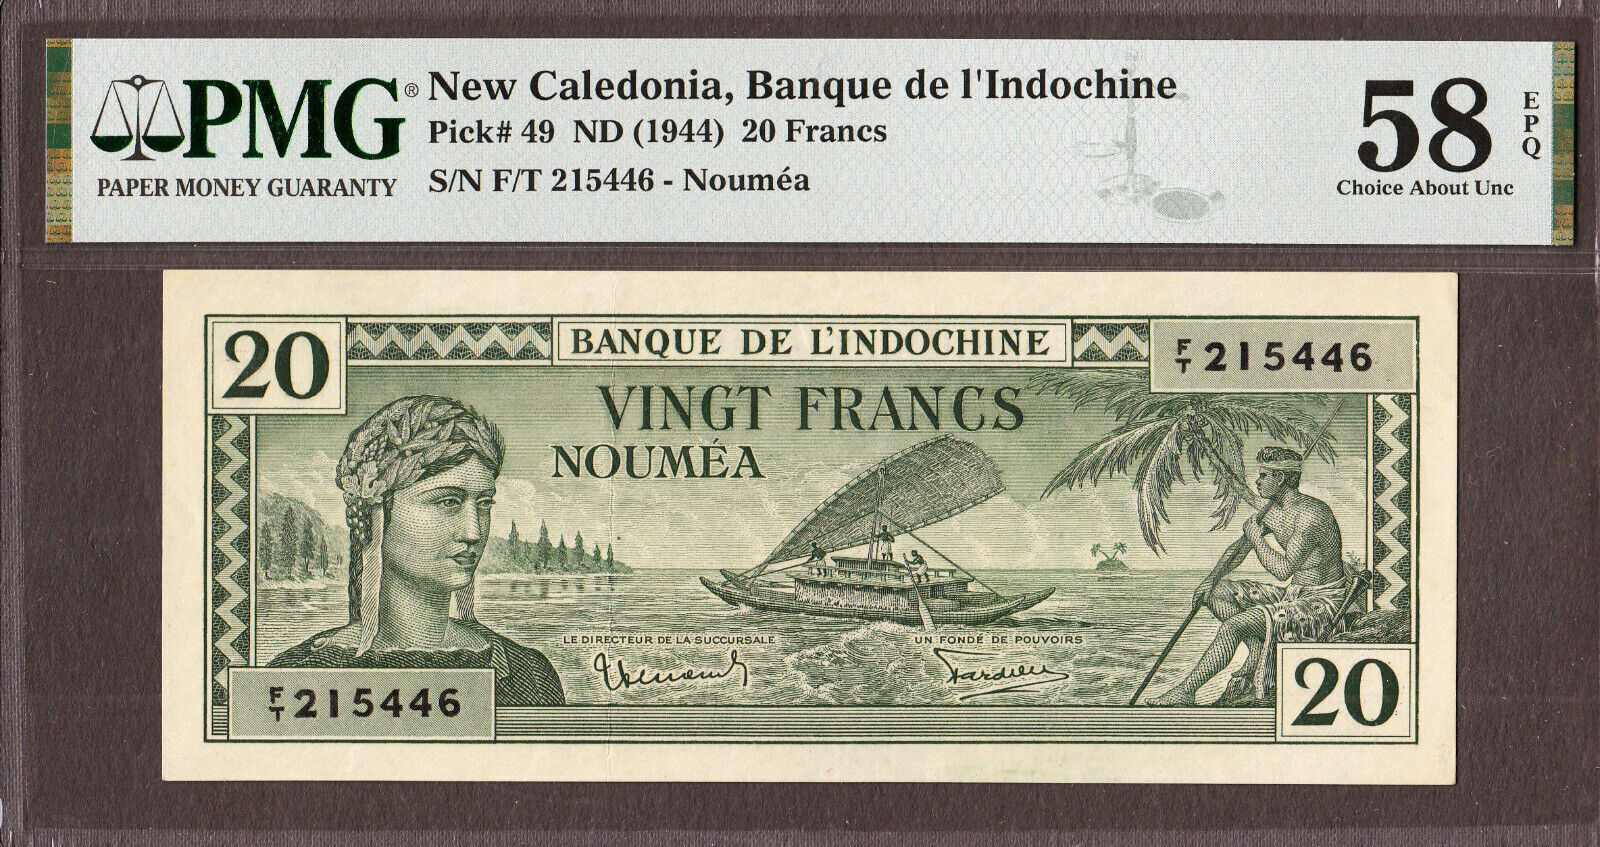 PMG®
PAPER MONEY GUARANTY
New Caledonia, Banque de l'Indochine
Pick# 49 ND (1944) 20 Francs
S/N F/T 215446 - Nouméa
58
EPQ
Choice About Unc
20
BANQUE DE L'INDOCHINE
F/T 215446
VINGT FRANCS
NOUMÉA
LE DIRECTEUR DE LA SUCCURSALE
UN FONDÉ DE POUVOIRS
F/T 215446
20